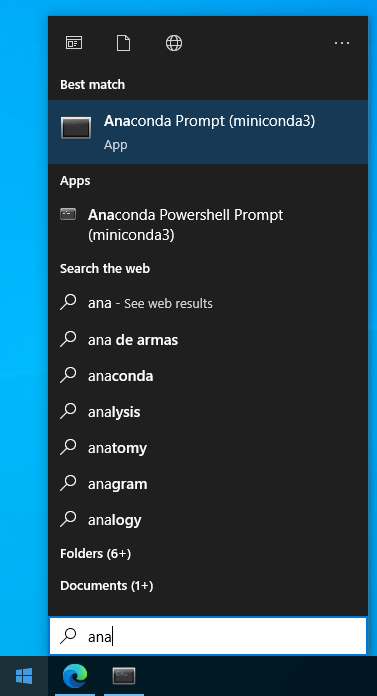 Best match
Anaconda Prompt (miniconda3)
App
Apps
Anaconda Powershell Prompt
(miniconda3)
Search the web
ana - See web results
ana de armas
anaconda
analysis
anatomy
anagram
analogy
Folders (6+)
Documents (1+)
ana